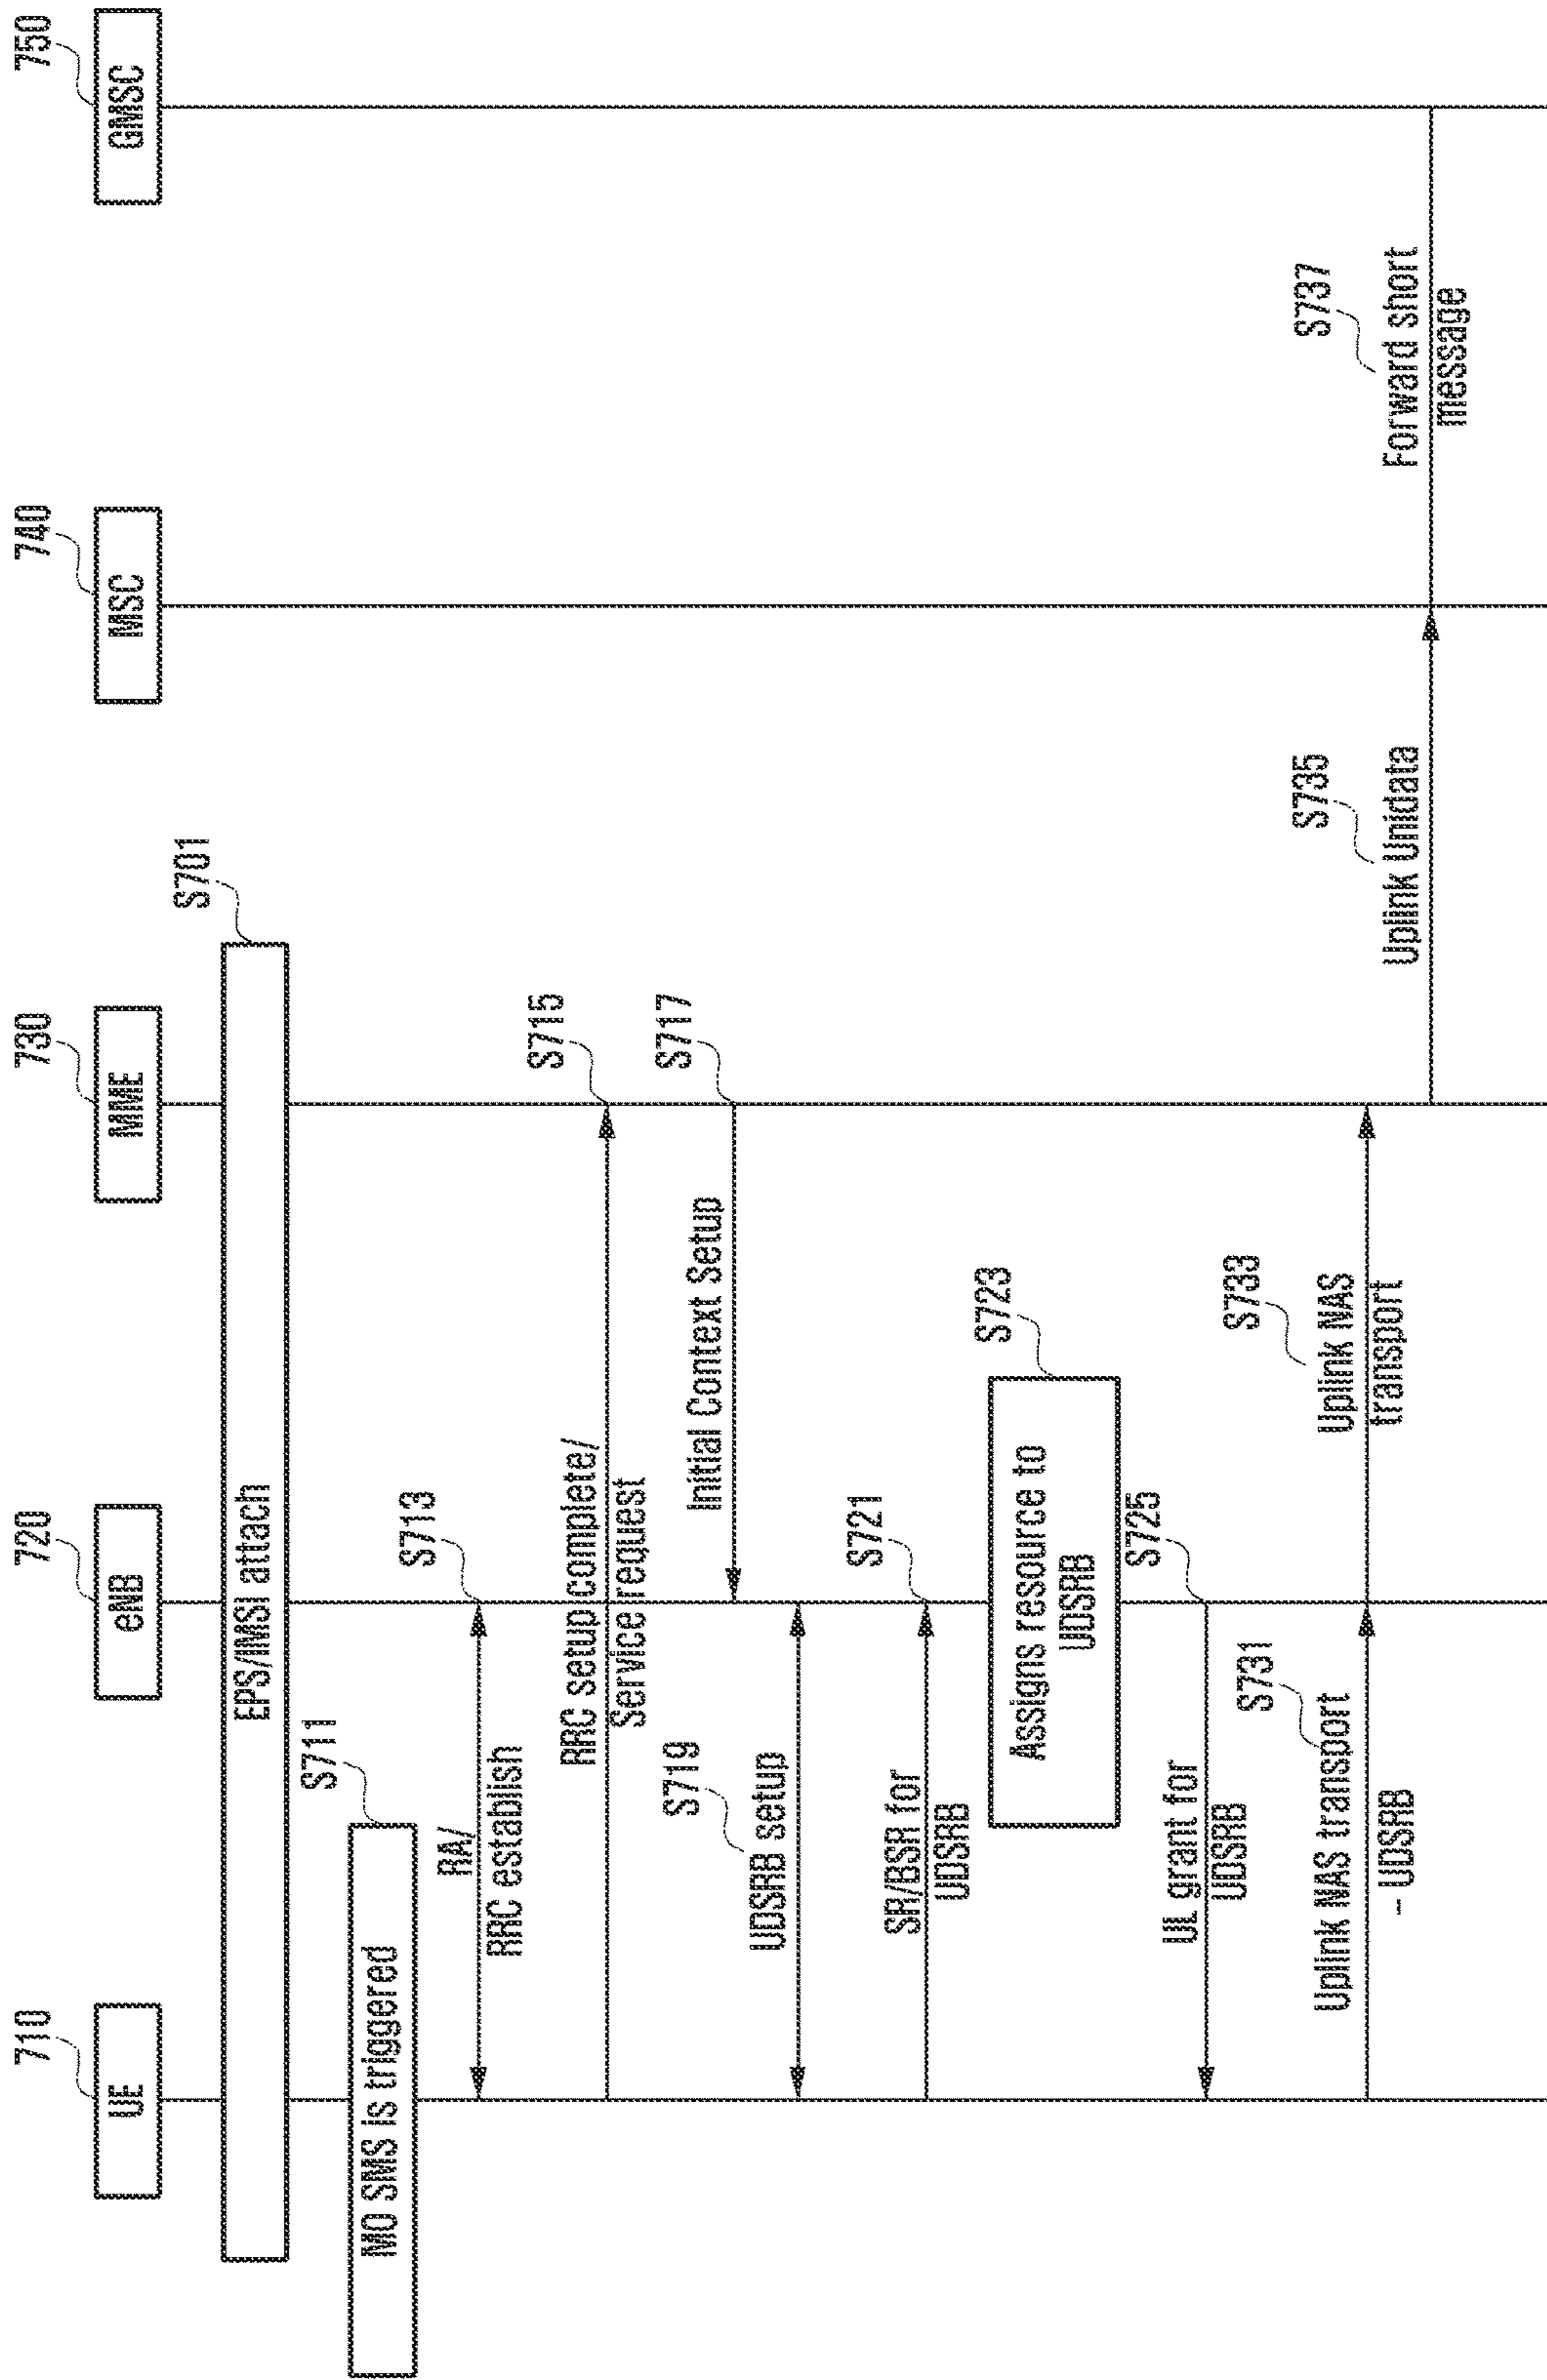 710
720
730
740
750
UE
eNB
MME
MSC
GMSC
EPS/IMSI attach
S701
MO SMS is triggered
S711
RA/
RRC establish
S713
RRC setup complete/
Service request
S715
Initial Context Setup
S717
UDSRB setup
S719
SR/BSR for
UDSRB
S721
Assigns resource to
UDSRB
S723
UL grant for
UDSRB
S725
Uplink NAS transport
- UDSRB
S731
Uplink NAS
transport
S733
Uplink Unidata
S735
Forward short
message
S737